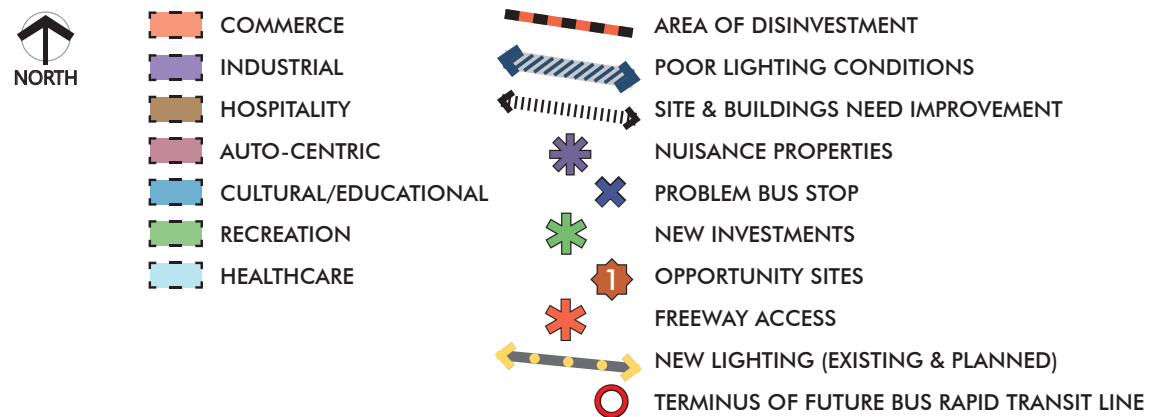 NORTH
COMMERCE
INDUSTRIAL
HOSPITALITY
AUTO-CENTRIC
CULTURAL/EDUCATIONAL
RECREATION
HEALTHCARE
AREA OF DISINVESTMENT
POOR LIGHTING CONDITIONS
SITE & BUILDINGS NEED IMPROVEMENT
NUISANCE PROPERTIES
PROBLEM BUS STOP
NEW INVESTMENTS
1 OPPORTUNITY SITES
FREEWAY ACCESS
NEW LIGHTING (EXISTING & PLANNED)
TERMINUS OF FUTURE BUS RAPID TRANSIT LINE